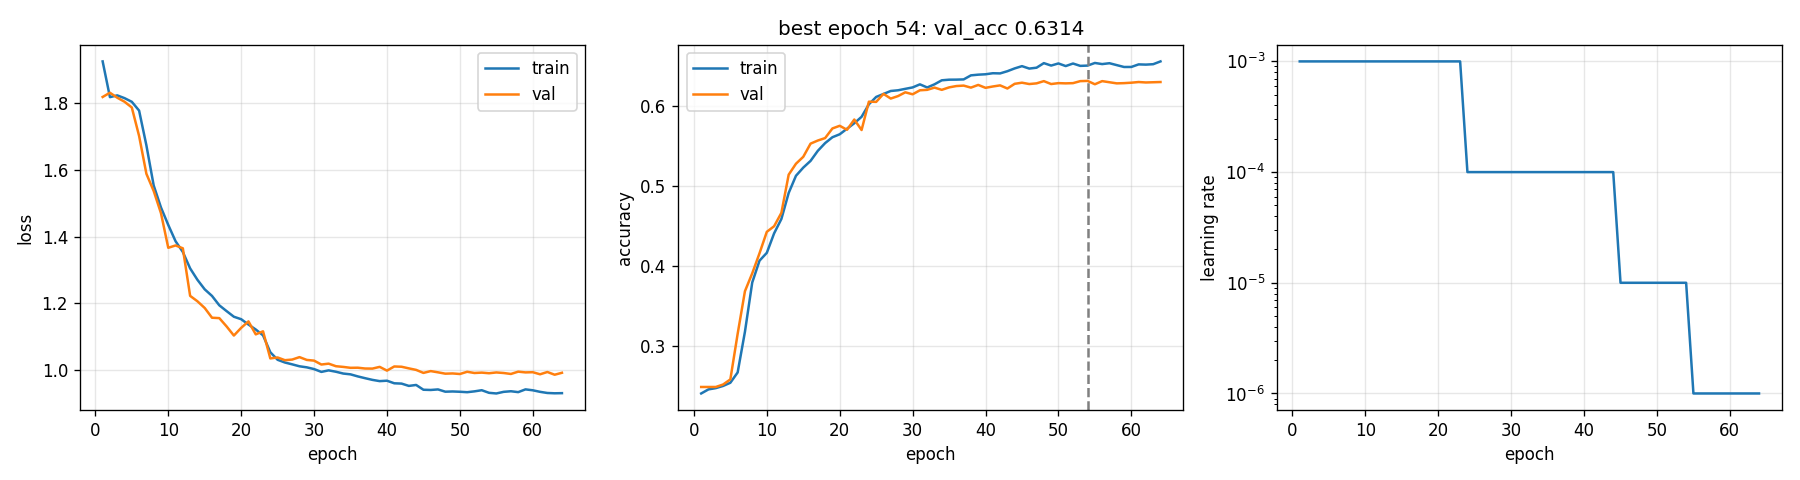 best epoch 54: val_acc 0.6314
loss
1.8
1.6
1.4
1.2
1.0
train
val
0 10 20 30 40 50 60
epoch
accuracy
0.6
0.5
0.4
0.3
train
val
0 10 20 30 40 50 60
epoch
learning rate
10⁻³
10⁻⁴
10⁻⁵
10⁻⁶
0 10 20 30 40 50 60
epoch